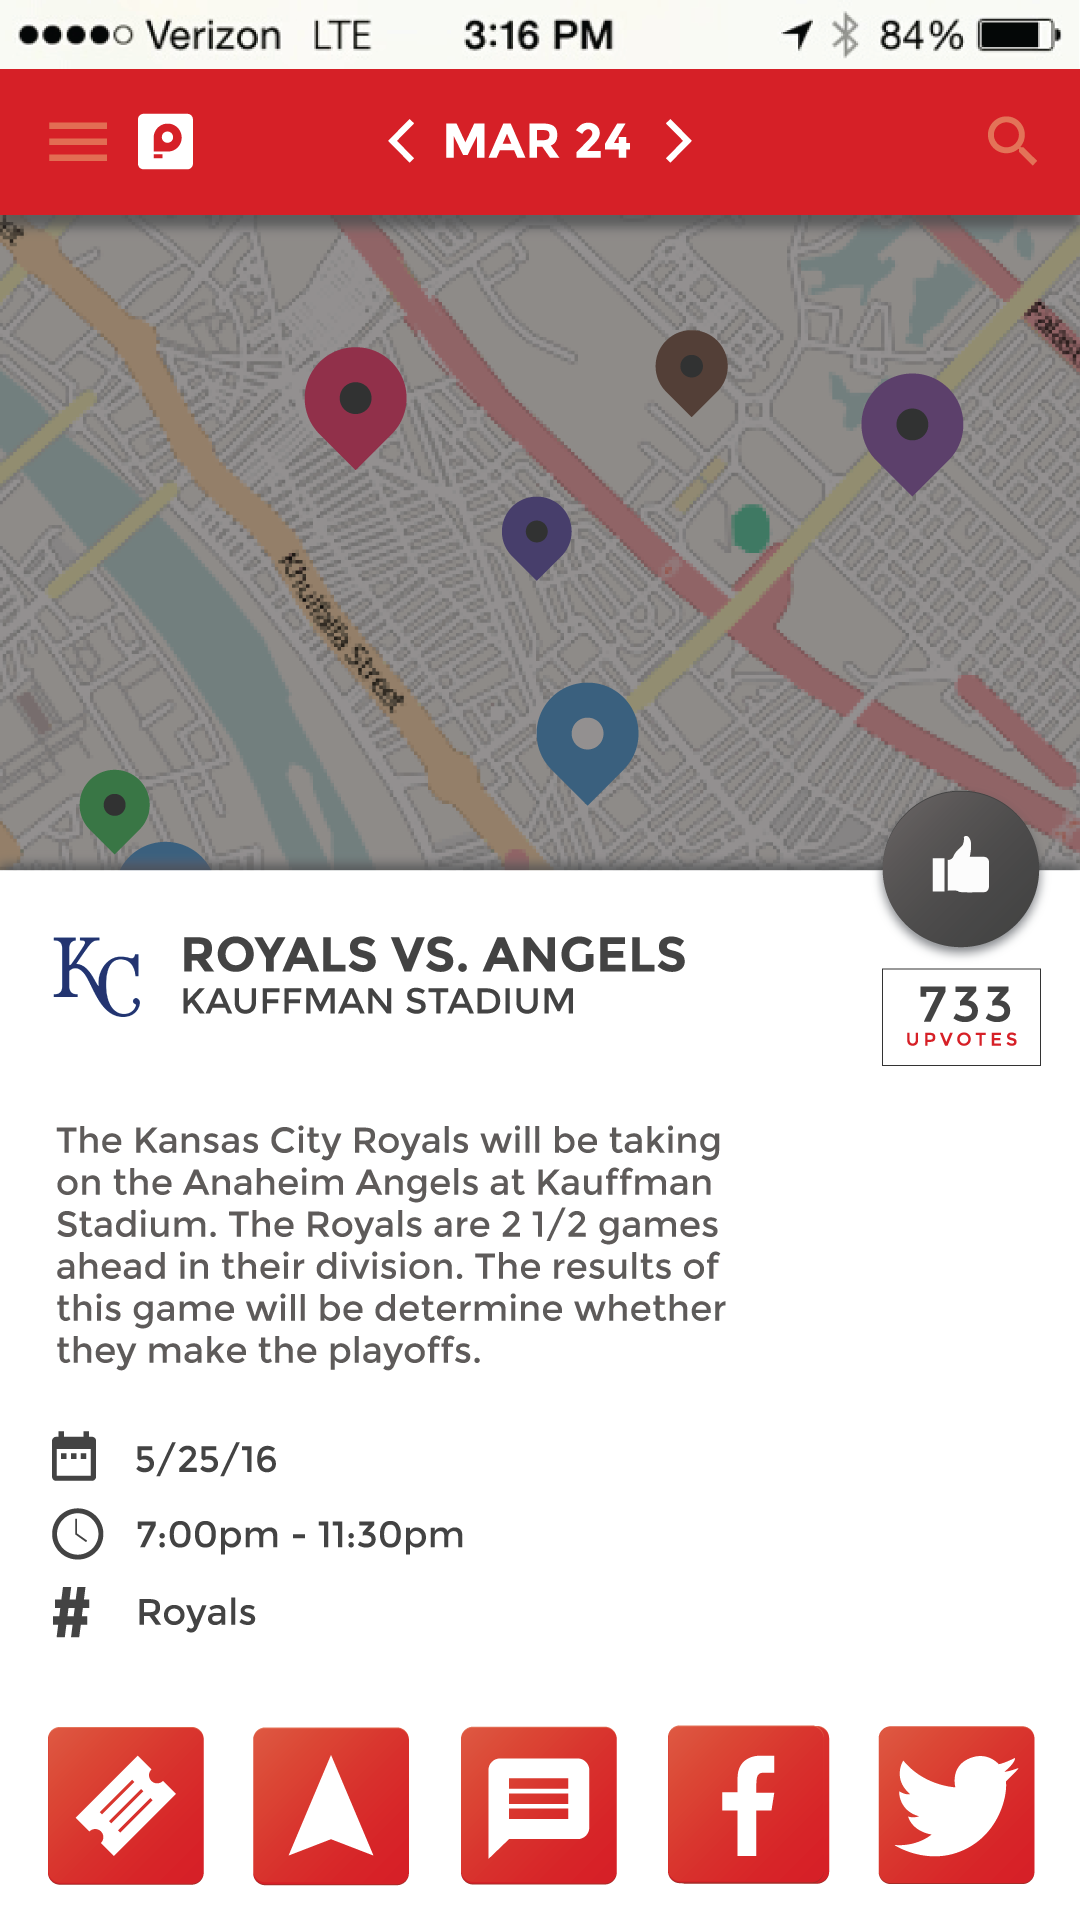 Verizon LTE 3:16 PM 84%
MAR 24
Khulfafa Street
ROYALS VS. ANGELS
KAUFFMAN STADIUM
733
UPVOTES
The Kansas City Royals will be taking
on the Anaheim Angels at Kauffman
Stadium. The Royals are 2 1/2 games
ahead in their division. The results of
this game will be determine whether
they make the playoffs.
5/25/16
7:00pm - 11:30pm
# Royals